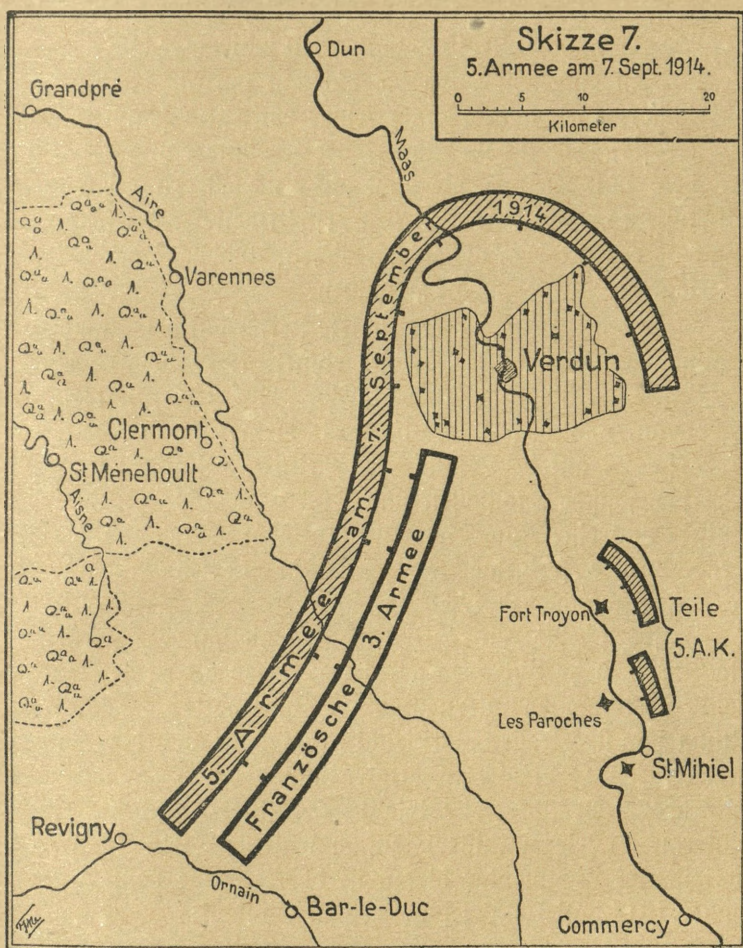 Skizze 7.
5. Armee am 7. Sept. 1914.
0 5 10 20
Kilometer
Dun
Grandpré
Maas
Aire
Varennes
5. Armee am 7. September 1914
Verdun
Clermont
St Menehoult
Aisne
Französche 3. Armee
Fort Troyon
Teile
5. A.K.
Les Paroches
St Mihiel
Revigny
Ornain
Bar-le-Duc
Commercy